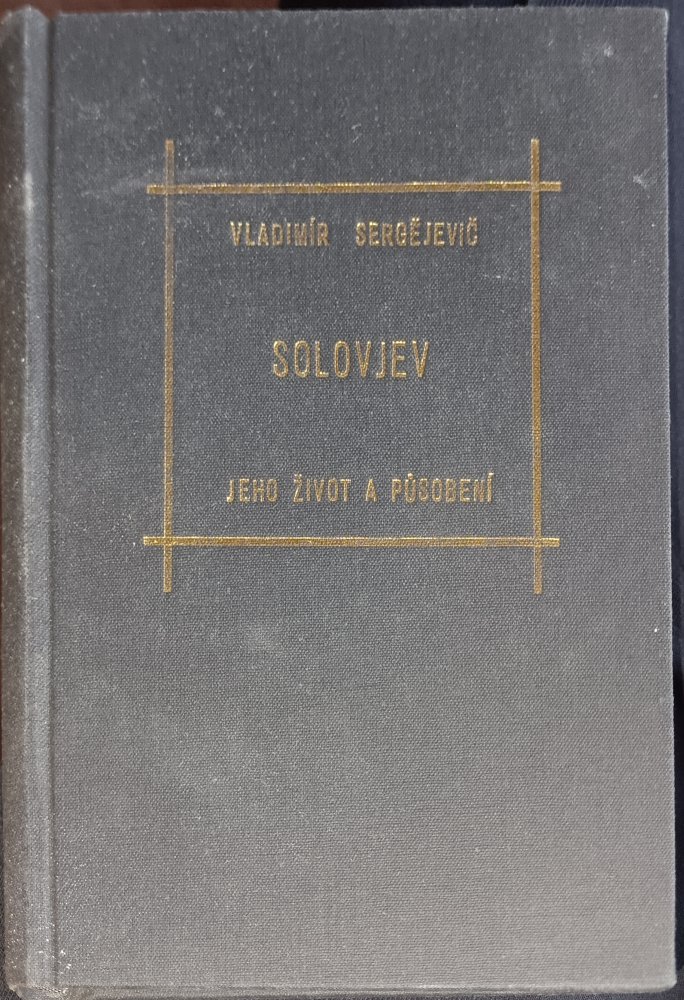 VLADIMÍR SERGĚJEVIČ
SOLOVJEV
JEHO ŽIVOT A PŮSOBENÍ